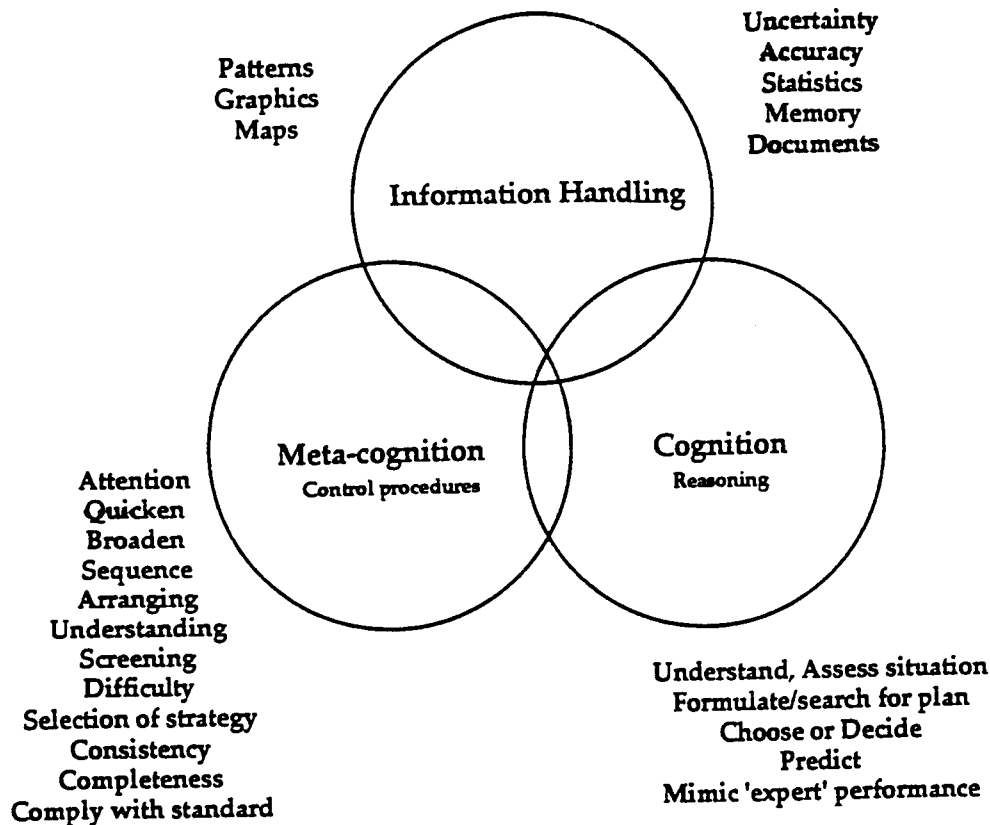 Patterns
Graphics
Maps
Uncertainty
Accuracy
Statistics
Memory
Documents
Information Handling
Meta-cognition
Control procedures
Cognition
Reasoning
Attention
Quicken
Broaden
Sequence
Arranging
Understanding
Screening
Difficulty
Selection of strategy
Consistency
Completeness
Comply with standard
Understand, Assess situation
Formulate/search for plan
Choose or Decide
Predict
Mimic 'expert' performance